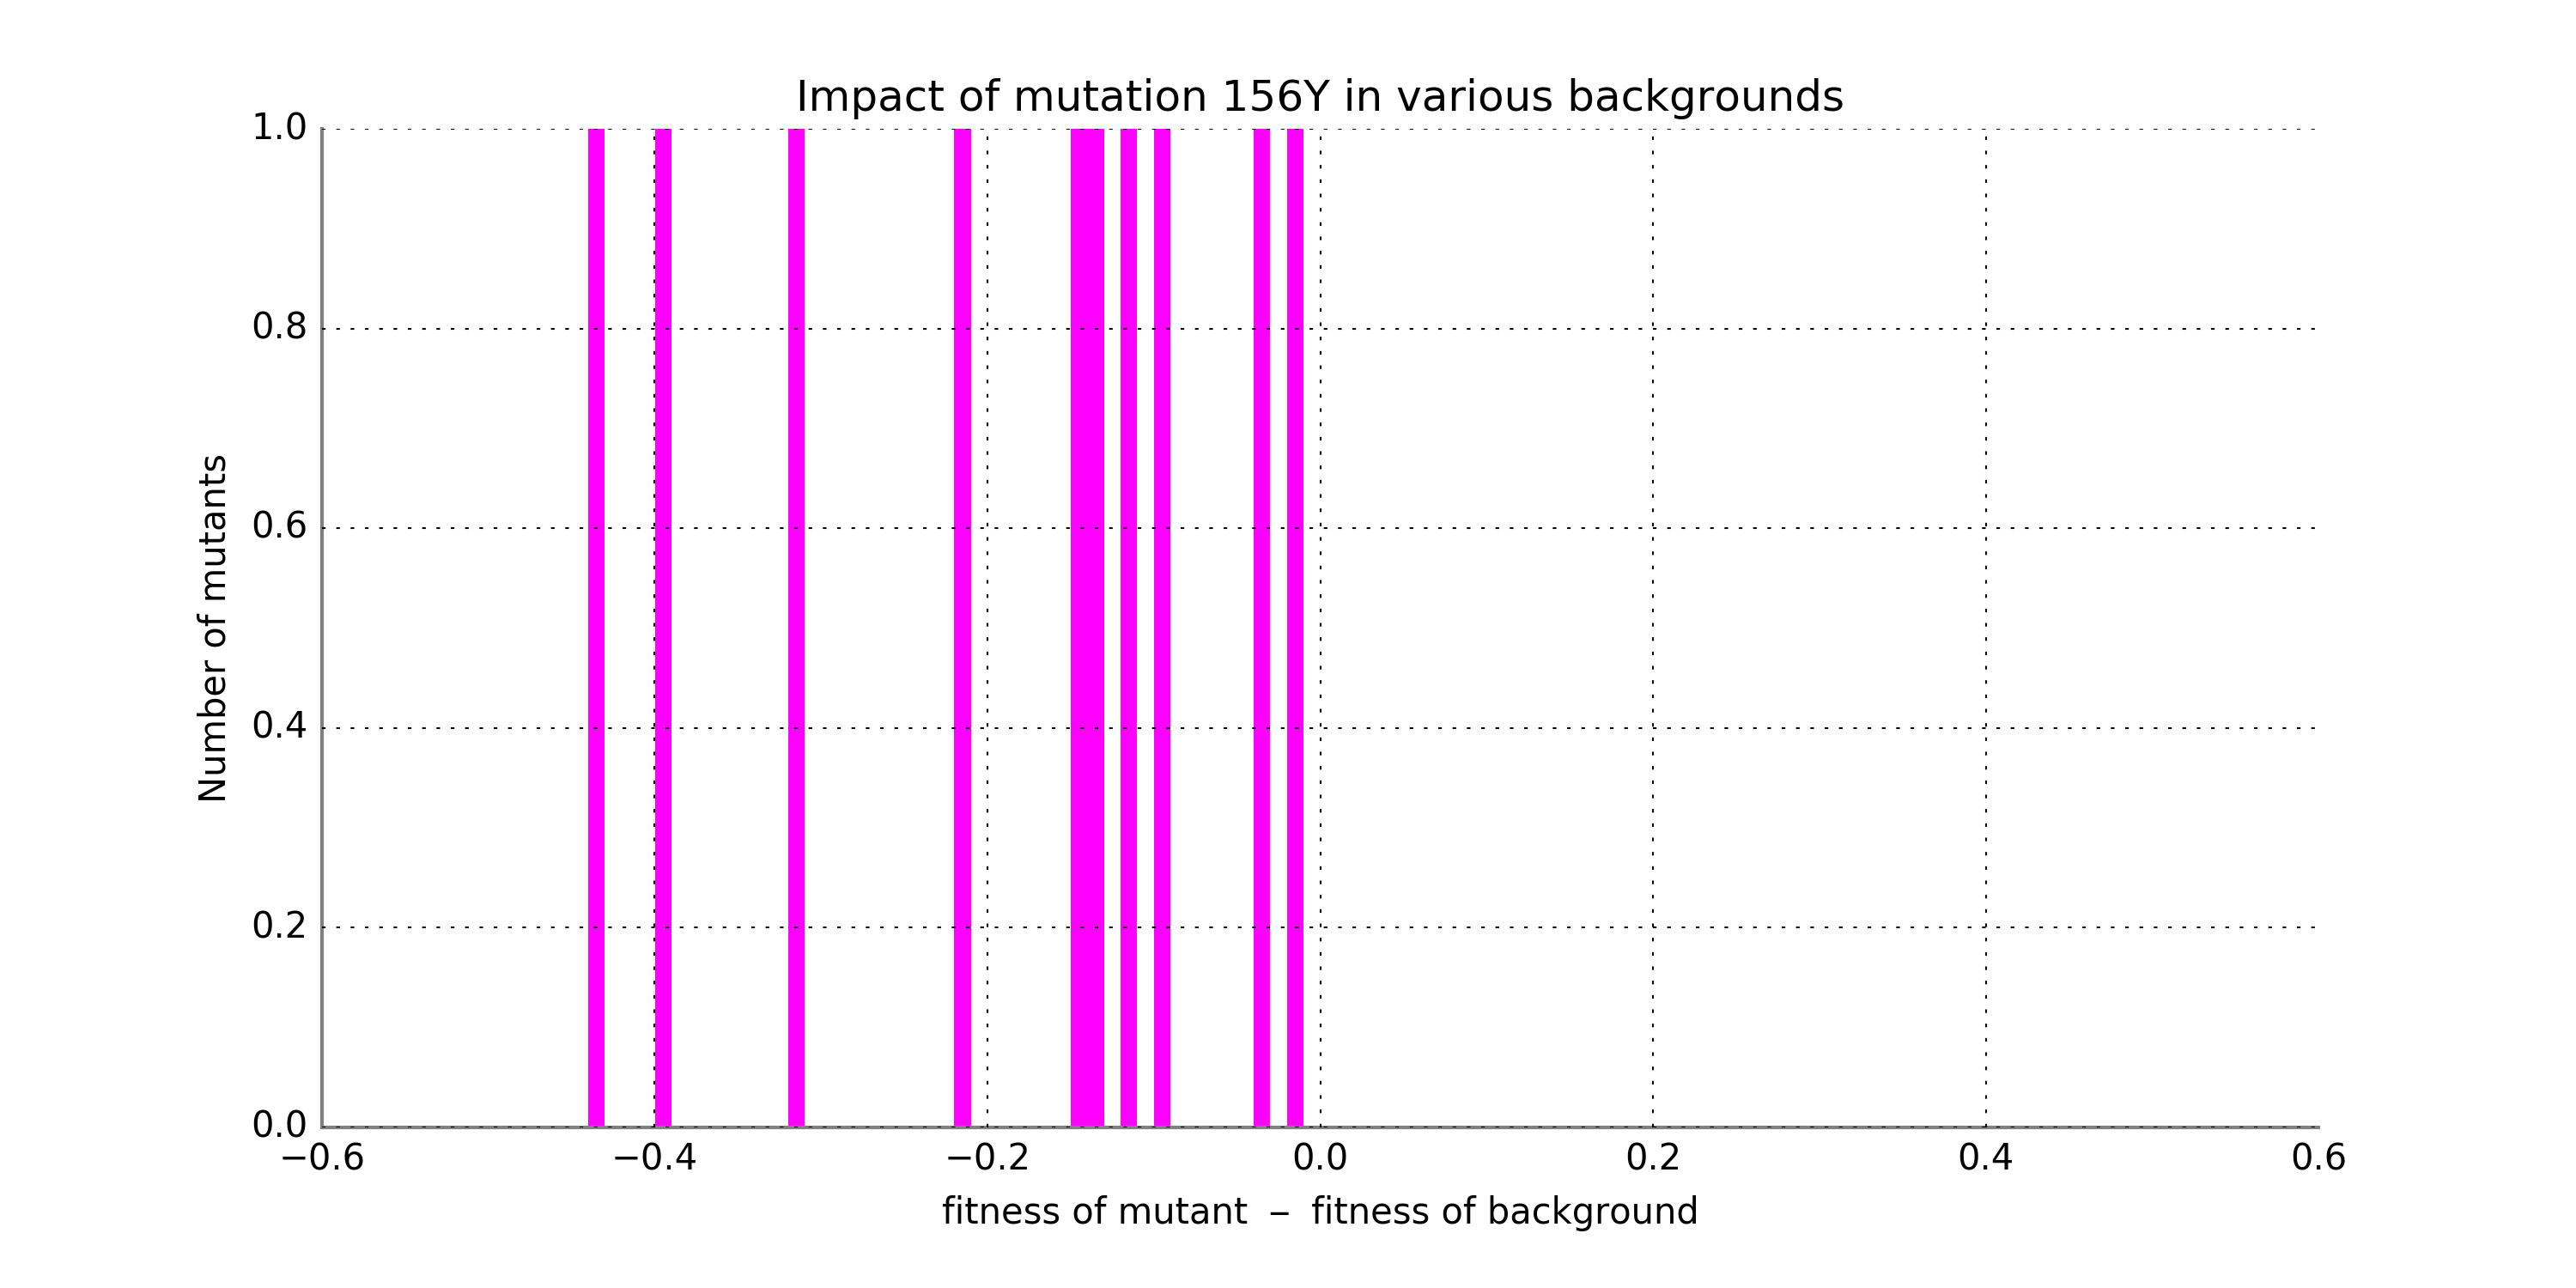 Impact of mutation 156Y in various backgrounds
1.0
0.8
0.6
0.4
0.2
0.0
Number of mutants
−0.6 −0.4 −0.2 0.0 0.2 0.4 0.6
fitness of mutant − fitness of background